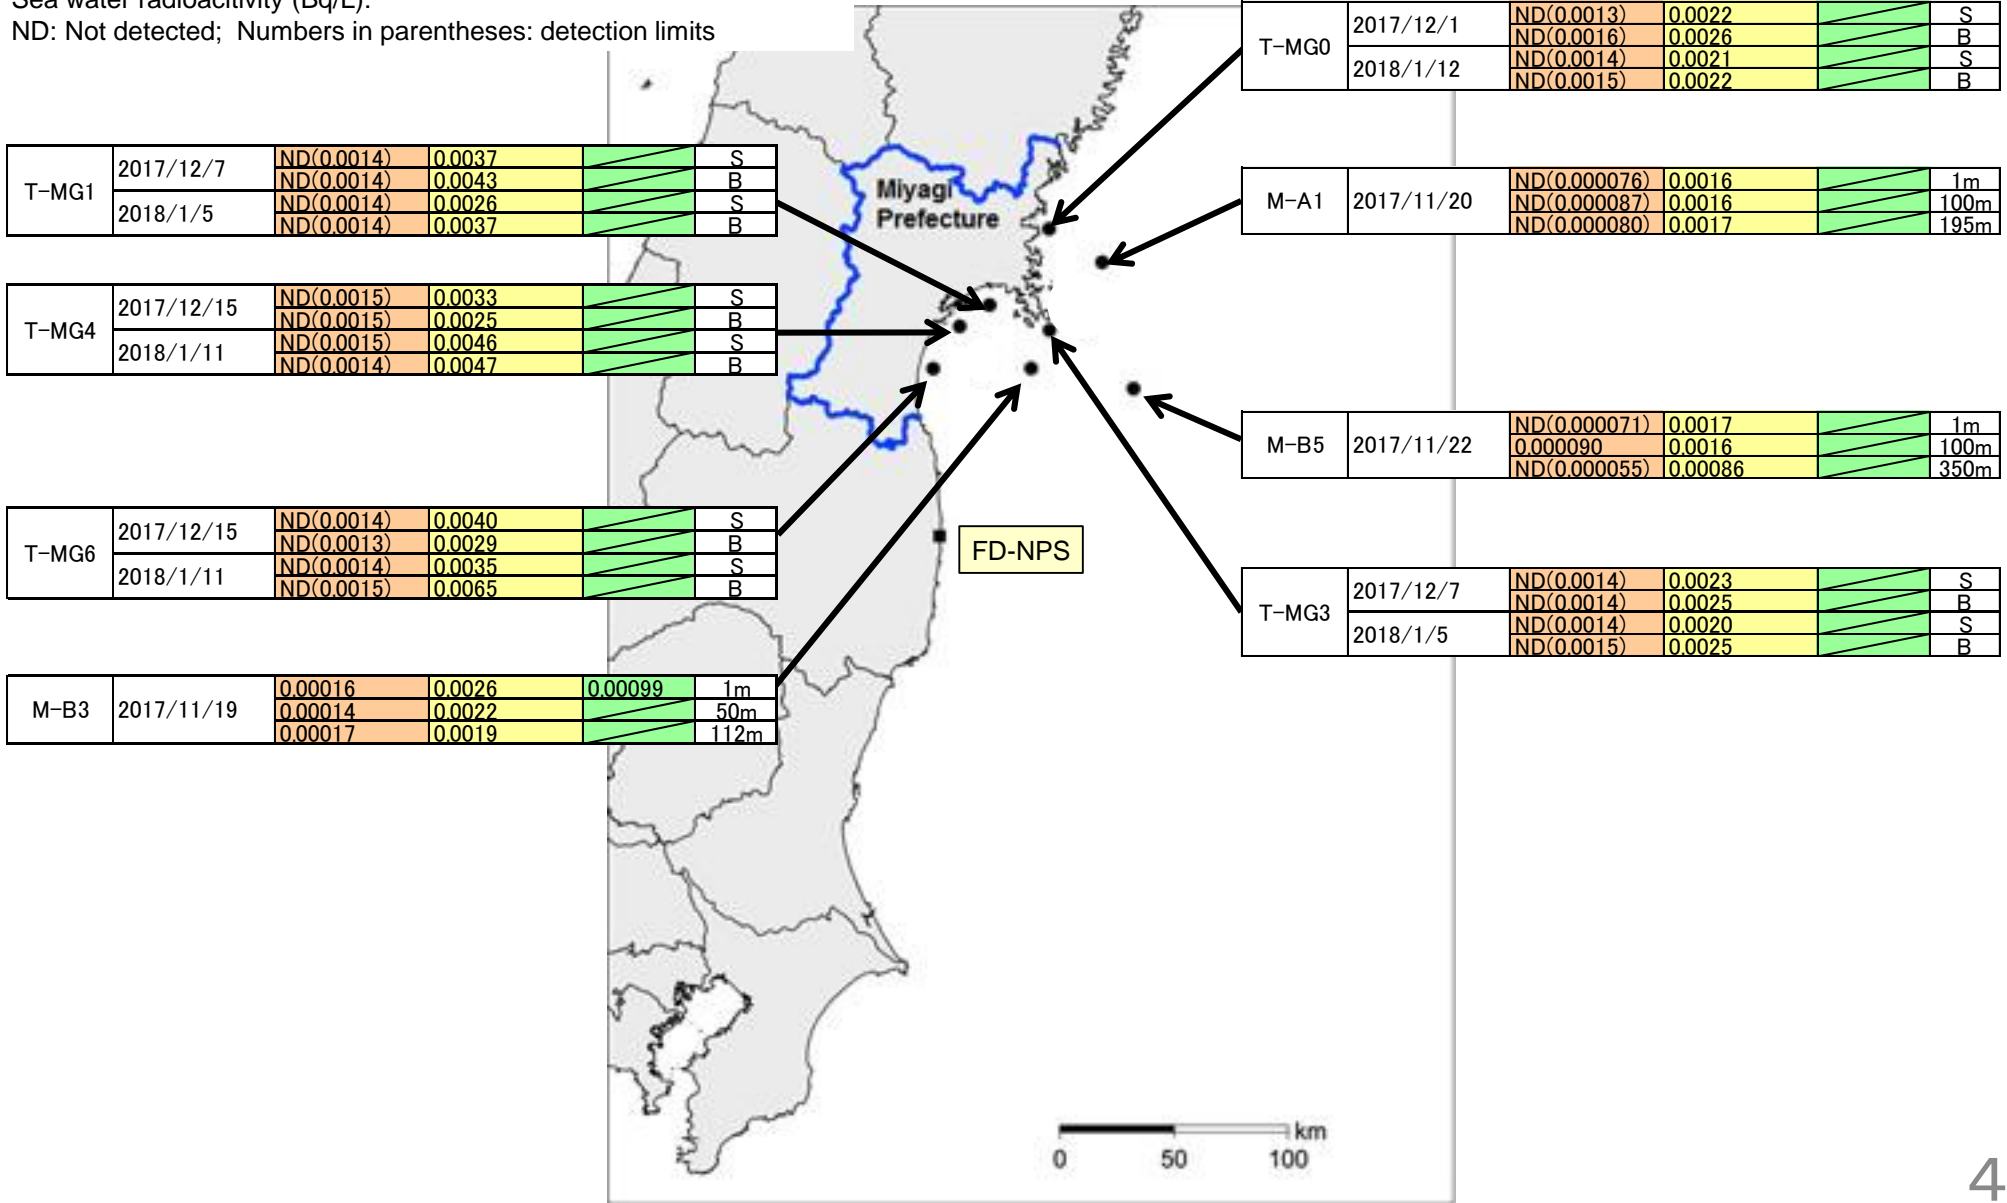 Sea water radioacitivity (Bq/L).
ND: Not detected; Numbers in parentheses: detection limits
T-MG0 2017/12/1 ND(0.0013) 0.0022 S
ND(0.0016) 0.0026 B
2018/1/12 ND(0.0014) 0.0021 S
ND(0.0015) 0.0022 B
T-MG1 2017/12/7 ND(0.0014) 0.0037 S
ND(0.0014) 0.0043 B
2018/1/5 ND(0.0014) 0.0026 S
ND(0.0014) 0.0037 B
M-A1 2017/11/20 ND(0.000076) 0.0016 1m
ND(0.000087) 0.0016 100m
ND(0.000080) 0.0017 195m
Miyagi
Prefecture
T-MG4 2017/12/15 ND(0.0015) 0.0033 S
ND(0.0015) 0.0025 B
2018/1/11 ND(0.0015) 0.0046 S
ND(0.0014) 0.0047 B
M-B5 2017/11/22 ND(0.000071) 0.0017 1m
0.000090 0.0016 100m
ND(0.000055) 0.00086 350m
T-MG6 2017/12/15 ND(0.0014) 0.0040 S
ND(0.0013) 0.0029 B
2018/1/11 ND(0.0014) 0.0035 S
ND(0.0015) 0.0065 B
FD-NPS
T-MG3 2017/12/7 ND(0.0014) 0.0023 S
ND(0.0014) 0.0025 B
2018/1/5 ND(0.0014) 0.0020 S
ND(0.0015) 0.0025 B
M-B3 2017/11/19 0.00016 0.0026 0.00099 1m
0.00014 0.0022 50m
0.00017 0.0019 112m
km
0 50 100
4